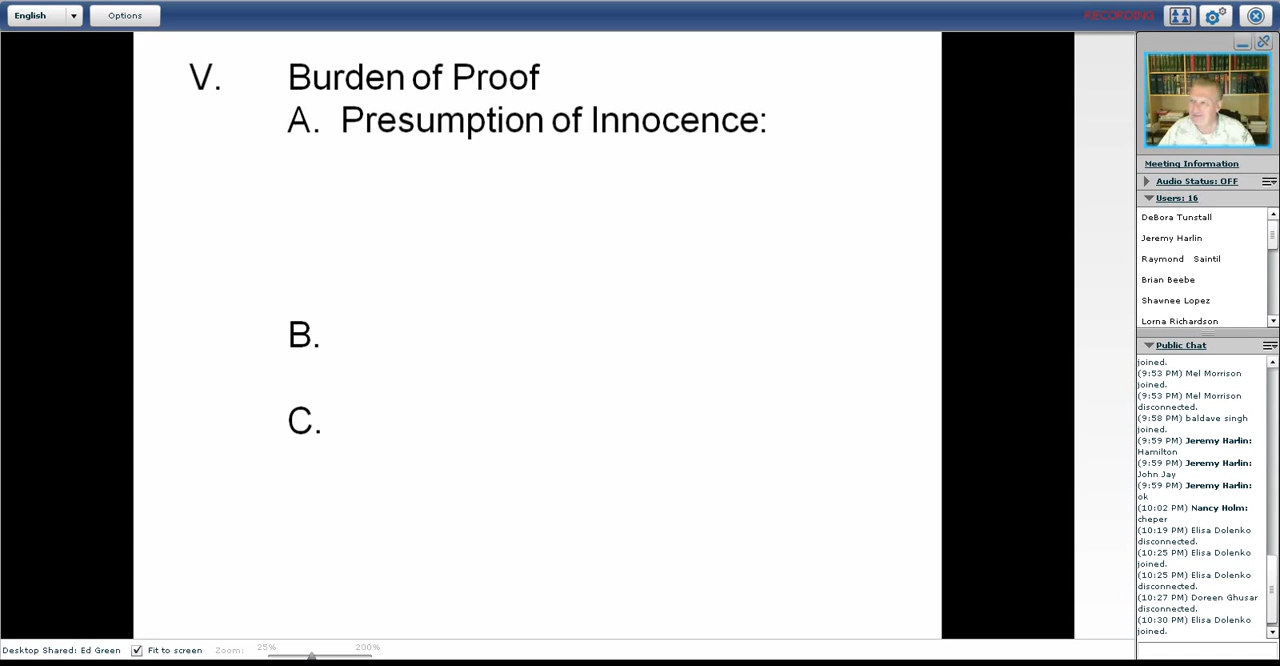 English
Options
RECORDING
V. Burden of Proof
A. Presumption of Innocence:
B.
C.
Meeting Information
Audio Status: OFF
Users: 16
DeBora Tunstall
Jeremy Harlin
Raymond Saintil
Brian Beebe
Shawnee Lopez
Lorna Richardson
Public Chat
joined.
(9:53 PM) Mel Morrison
joined.
(9:53 PM) Mel Morrison
disconnected.
(9:58 PM) baldave singh
joined.
(9:59 PM) Jeremy Harlin:
Hamilton
(9:59 PM) Jeremy Harlin:
John Jay
(9:59 PM) Jeremy Harlin:
ok
(10:02 PM) Nancy Holm:
cheper
(10:19 PM) Elisa Dolenko
disconnected.
(10:25 PM) Elisa Dolenko
joined.
(10:25 PM) Elisa Dolenko
disconnected.
(10:27 PM) Doreen Ghusar
disconnected.
(10:30 PM) Elisa Dolenko
joined.
Desktop Shared: Ed Green
Fit to screen
Zoom:
25%
200%